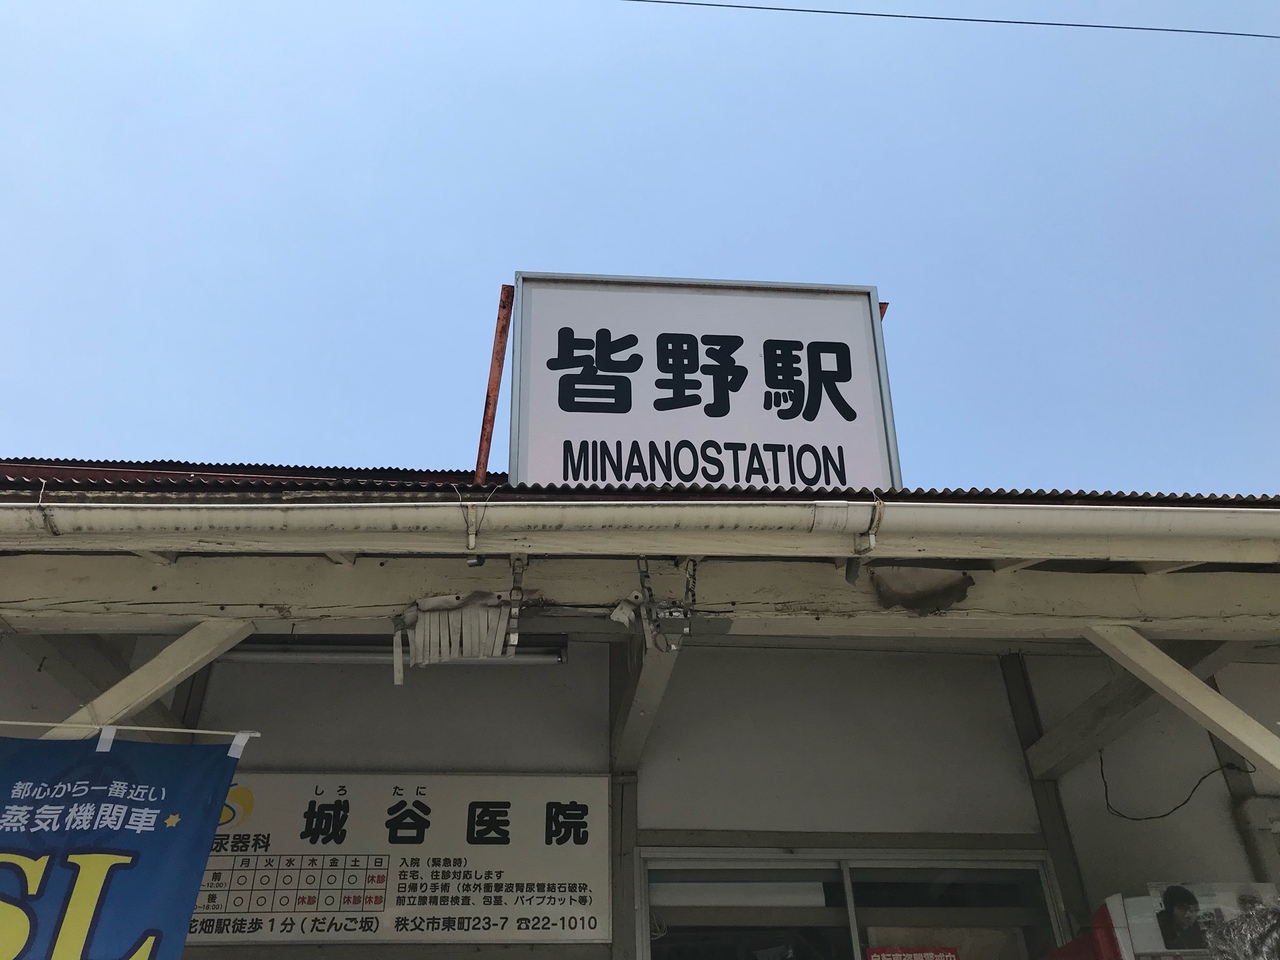 皆野駅
MINANOSTATION
都心から一番近い
蒸気機関車
SL
しろ たに
城谷医院
尿器科
月 火 水 木 金 土 日
前 ○ ○ ○ ○ ○ ○ 休診
~12:00)
後 ○ ○ ○ 休診 ○ 休診 休診
~18:00)
入院(緊急時)
在宅、往診対応します
日帰り手術(体外衝撃波腎尿管結石破砕、
前立腺精密検査、包茎、パイプカット等)
花畑駅徒歩1分(だんご坂) 秩父市東町23-7 ☎22-1010